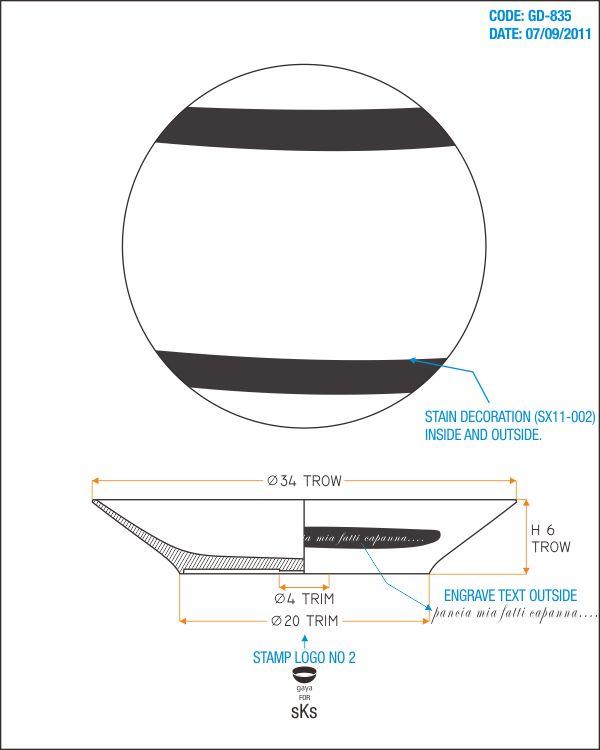 CODE: GD-835
DATE: 07/09/2011
STAIN DECORATION (SX11-002)
INSIDE AND OUTSIDE.
Ø34 TROW
H 6
TROW
ia mia fatti capanna....
Ø4 TRIM
ENGRAVE TEXT OUTSIDE
pancia mia fatti capanna....
Ø20 TRIM
STAMP LOGO NO 2
gaya
FOR
sKs